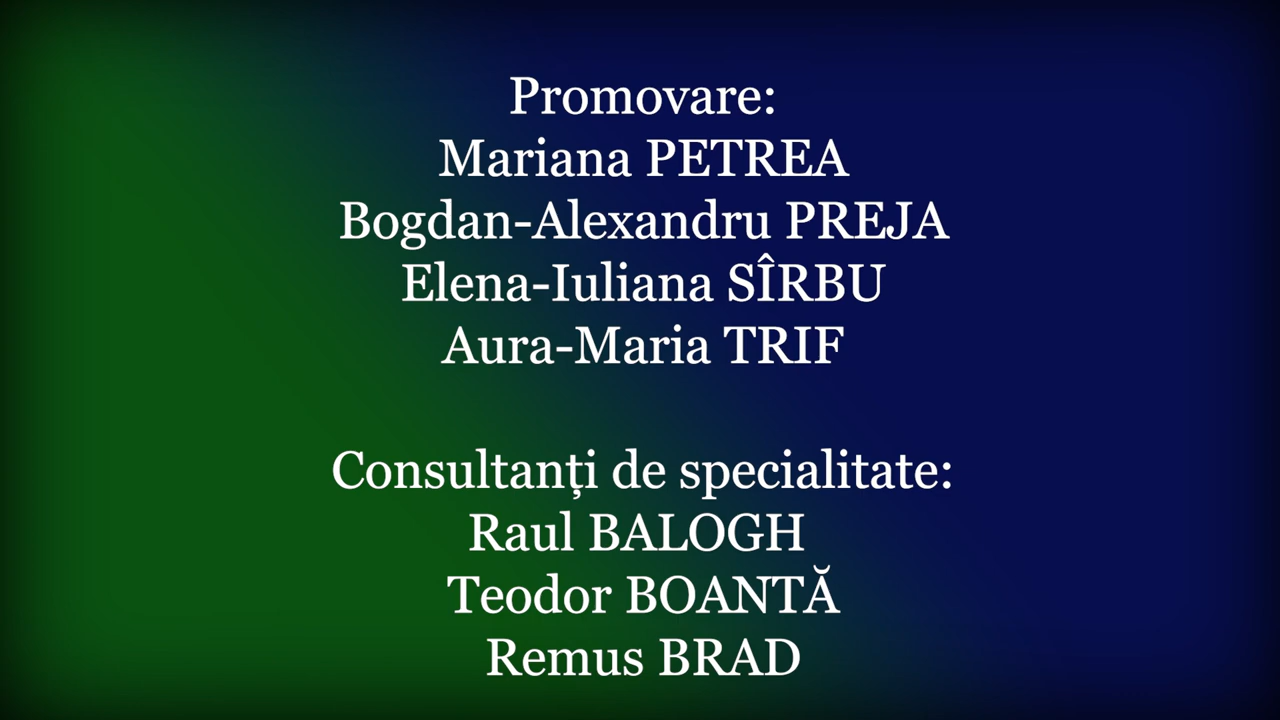 Promovare:
Mariana PETREA
Bogdan-Alexandru PREJA
Elena-Iuliana SÎRBU
Aura-Maria TRIF
Consultanți de specialitate:
Raul BALOGH
Teodor BOANTĂ
Remus BRAD